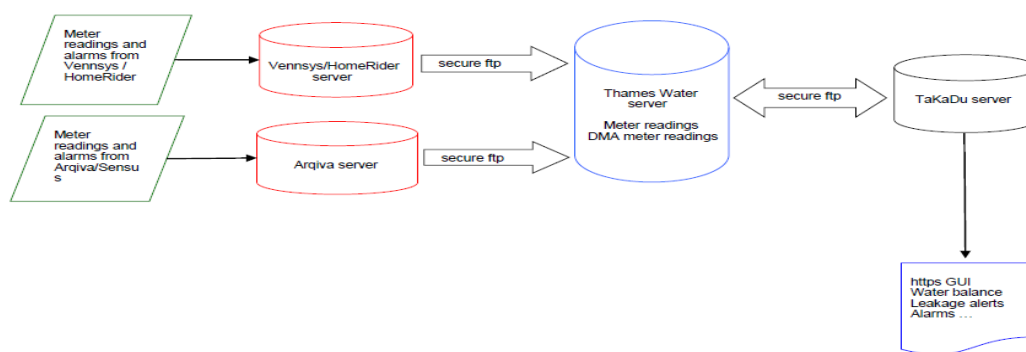 Meter
readings and
alarms from
Vennsys /
HomeRider
Vennsys/HomeRider
server
secure ftp
Thames Water
server
Meter readings
DMA meter readings
secure ftp
TaKaDu server
Meter
readings and
alarms from
Arqiva/Sensu
s
Arqiva server
secure ftp
https GUI
Water balance
Leakage alerts
Alarms ...